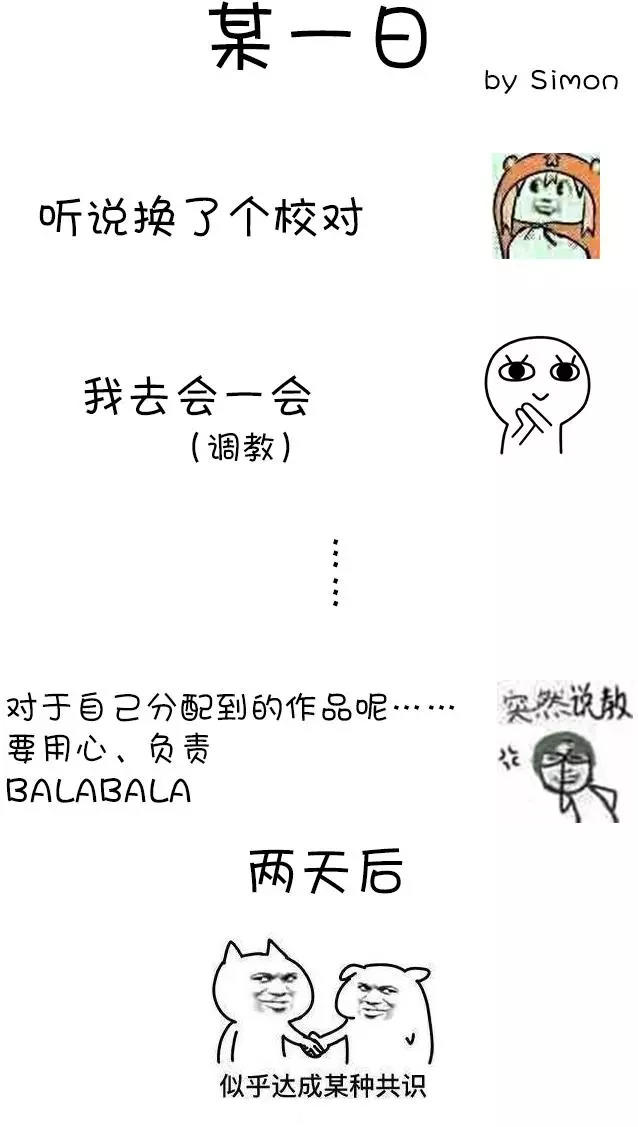 某一日
by Simon
听说换了个校对
我去会一会
（调教）
……
对于自己分配到的作品呢……
要用心、负责
BALABALA
突然说教
两天后
似乎达成某种共识